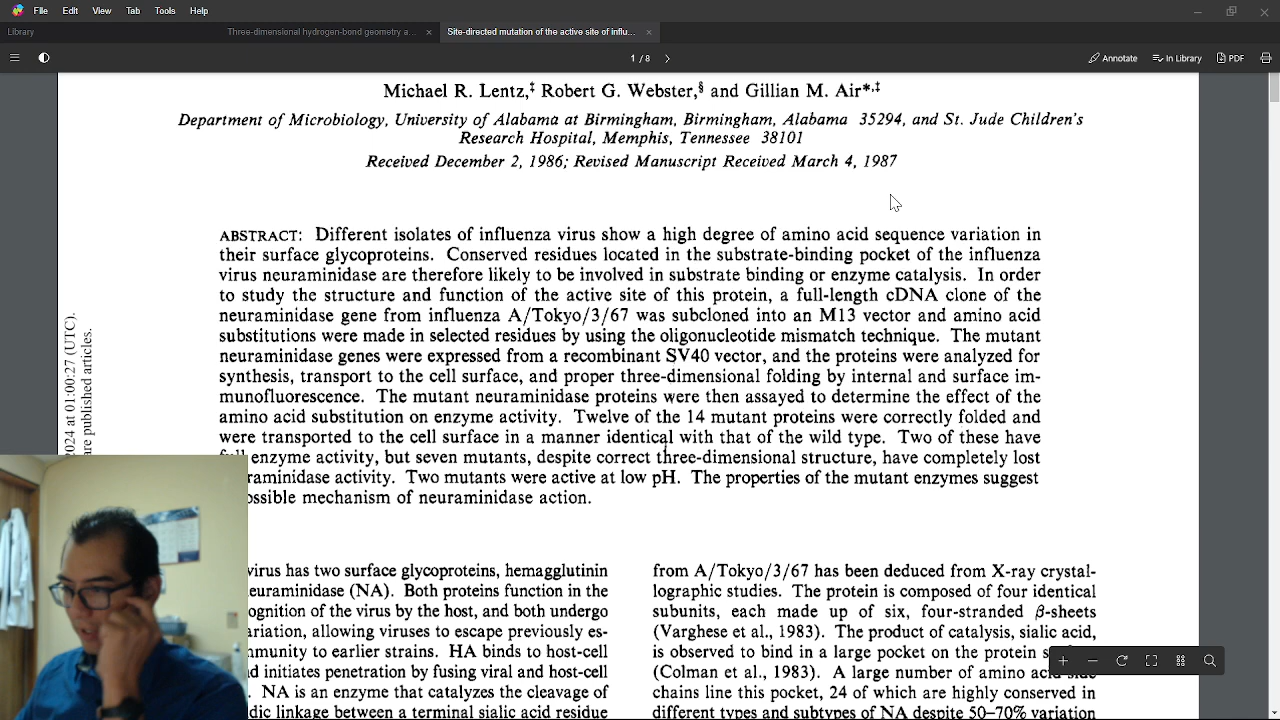 File Edit View Tab Tools Window Help
Library
Three-dimensional hydrogen-bond geometry a...
Site-directed mutation of the active site of influ...
1 / 8
Annotate
In Library
PDF
Michael R. Lentz,‡ Robert G. Webster,§ and Gillian M. Air*,‡
Department of Microbiology, University of Alabama at Birmingham, Birmingham, Alabama 35294, and St. Jude Children's
Research Hospital, Memphis, Tennessee 38101
Received December 2, 1986; Revised Manuscript Received March 4, 1987
ABSTRACT: Different isolates of influenza virus show a high degree of amino acid sequence variation in
their surface glycoproteins. Conserved residues located in the substrate-binding pocket of the influenza
virus neuraminidase are therefore likely to be involved in substrate binding or enzyme catalysis. In order
to study the structure and function of the active site of this protein, a full-length cDNA clone of the
neuraminidase gene from influenza A/Tokyo/3/67 was subcloned into an M13 vector and amino acid
substitutions were made in selected residues by using the oligonucleotide mismatch technique. The mutant
neuraminidase genes were expressed from a recombinant SV40 vector, and the proteins were analyzed for
synthesis, transport to the cell surface, and proper three-dimensional folding by internal and surface im-
munofluorescence. The mutant neuraminidase proteins were then assayed to determine the effect of the
amino acid substitution on enzyme activity. Twelve of the 14 mutant proteins were correctly folded and
were transported to the cell surface in a manner identical with that of the wild type. Two of these have
enzyme activity, but seven mutants, despite correct three-dimensional structure, have completely lost
raminidase activity. Two mutants were active at low pH. The properties of the mutant enzymes suggest
ossible mechanism of neuraminidase action.
2024 at 01:00:27 (UTC).
are published articles.
virus has two surface glycoproteins, hemagglutinin
euraminidase (NA). Both proteins function in the
ognition of the virus by the host, and both undergo
ariation, allowing viruses to escape previously es-
munity to earlier strains. HA binds to host-cell
d initiates penetration by fusing viral and host-cell
. NA is an enzyme that catalyzes the cleavage of
dic linkage between a terminal sialic acid residue
from A/Tokyo/3/67 has been deduced from X-ray crystal-
lographic studies. The protein is composed of four identical
subunits, each made up of six, four-stranded β-sheets
(Varghese et al., 1983). The product of catalysis, sialic acid,
is observed to bind in a large pocket on the protein s
(Colman et al., 1983). A large number of amino acid side
chains line this pocket, 24 of which are highly conserved in
different types and subtypes of NA despite 50–70% variation